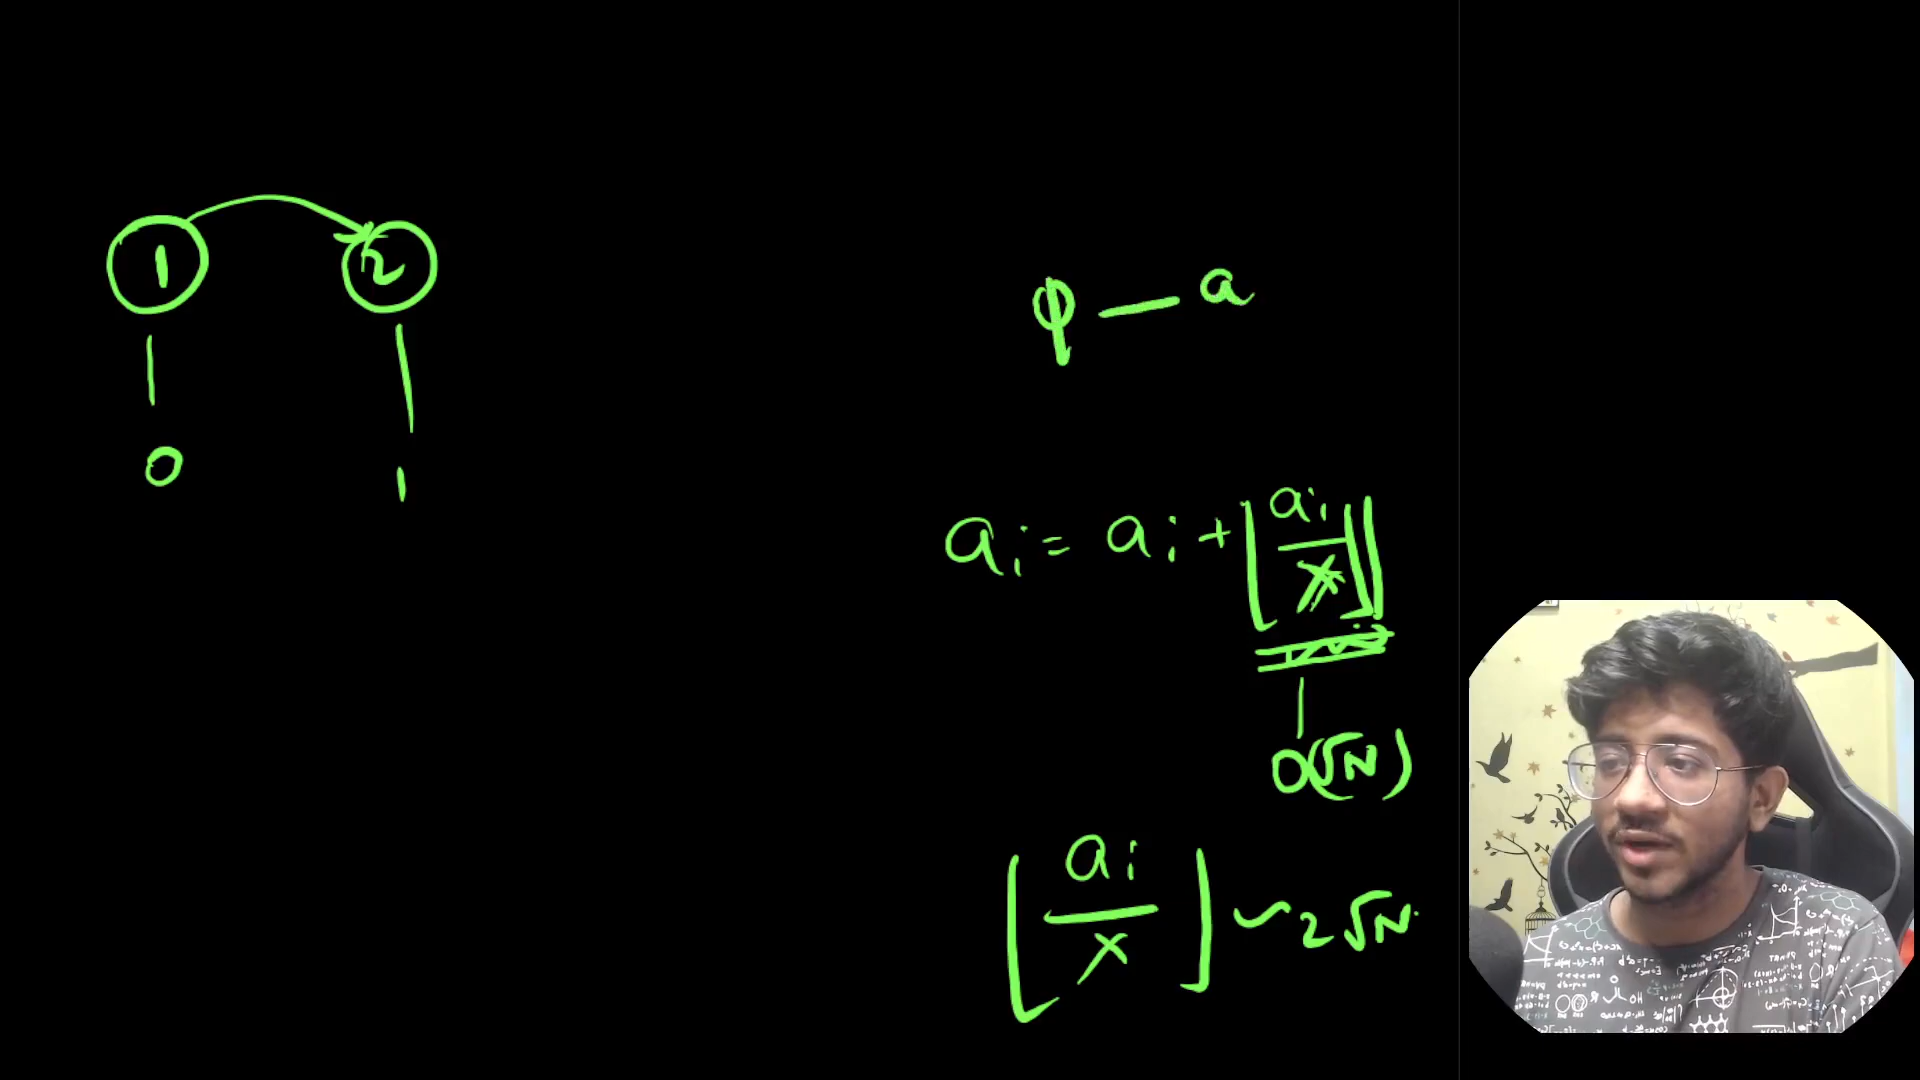 1 2
0 1
φ — a
aᵢ = aᵢ + ⌊aᵢ/x⌋
O(√N)
⌊aᵢ/x⌋ ~ 2√N